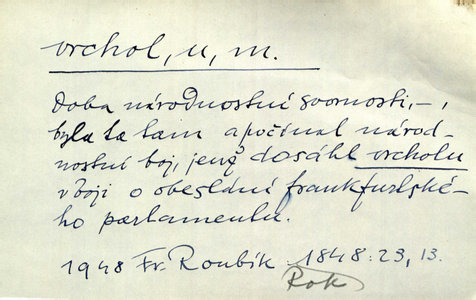 vrchol, u, m.
Doba národnostní svornosti, – ,
byla ta tam a počínal národ-
nostní boj, jenž dosáhl vrcholu
v boji o obeslání frankfurtské-
ho parlamentu.
1948 Fr. Roubík 1848: 23, 13.
Rok